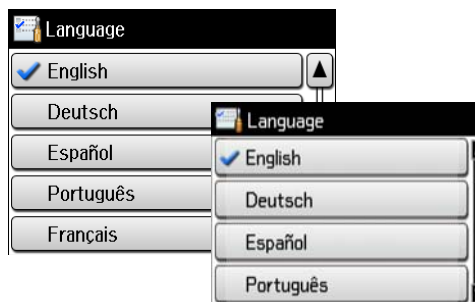 Language
English
Deutsch
Español
Português
Français
Language
English
Deutsch
Español
Português